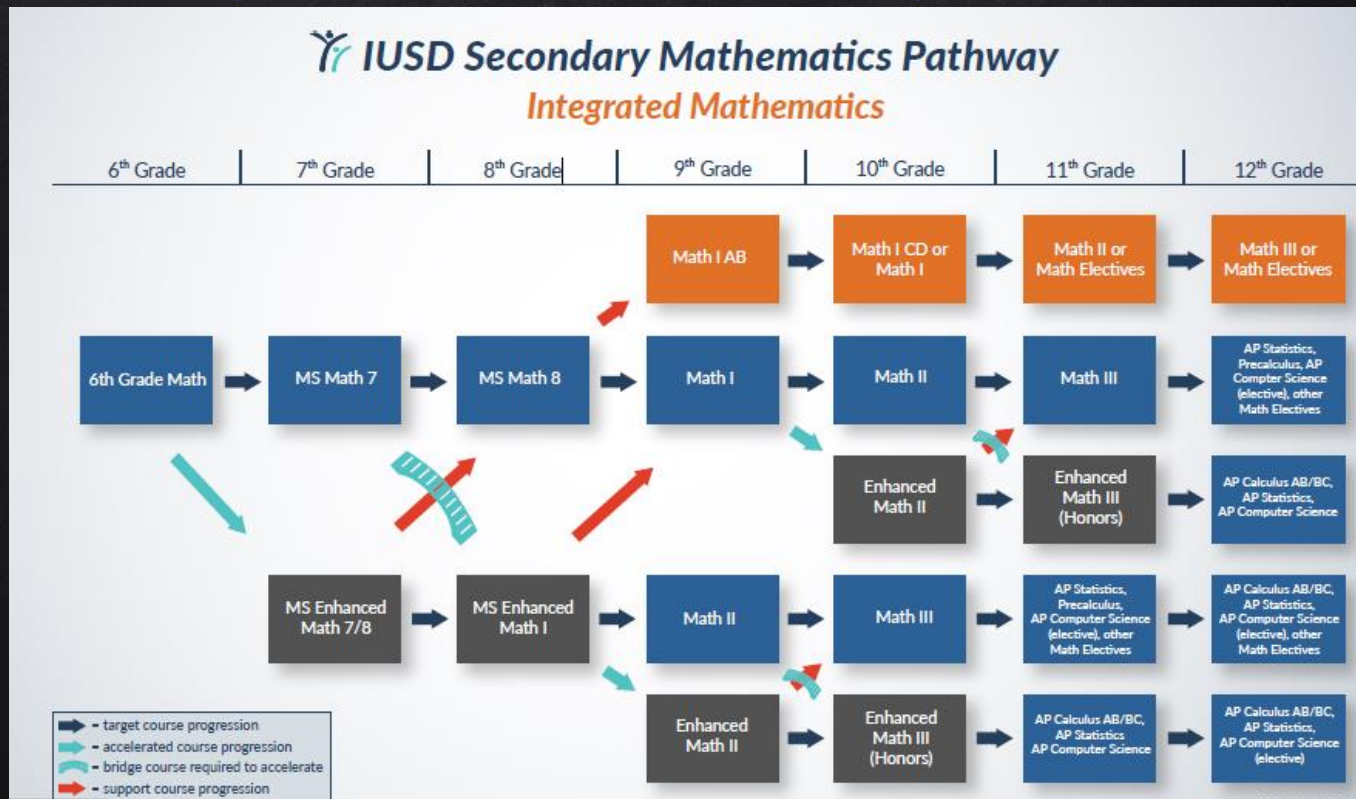 IUSD Secondary Mathematics Pathway
Integrated Mathematics
6th Grade
7th Grade
8th Grade
9th Grade
10th Grade
11th Grade
12th Grade
Math I AB
Math I CD or
Math I
Math II or
Math Electives
Math III or
Math Electives
6th Grade Math
MS Math 7
MS Math 8
Math I
Math II
Math III
AP Statistics,
Precalculus, AP
Compter Science
(elective), other
Math Electives
Enhanced
Math II
Enhanced
Math III
(Honors)
AP Calculus AB/BC,
AP Statistics,
AP Computer Science
MS Enhanced
Math 7/8
MS Enhanced
Math I
Math II
Math III
AP Statistics,
Precalculus,
AP Computer Science
(elective), other
Math Electives
AP Calculus AB/BC,
AP Statistics,
AP Computer Science
(elective), other
Math Electives
Enhanced
Math II
Enhanced
Math III
(Honors)
AP Calculus AB/BC,
AP Statistics
AP Computer Science
AP Calculus AB/BC,
AP Statistics,
AP Computer Science
(elective)
= target course progression
= accelerated course progression
= bridge course required to accelerate
= support course progression